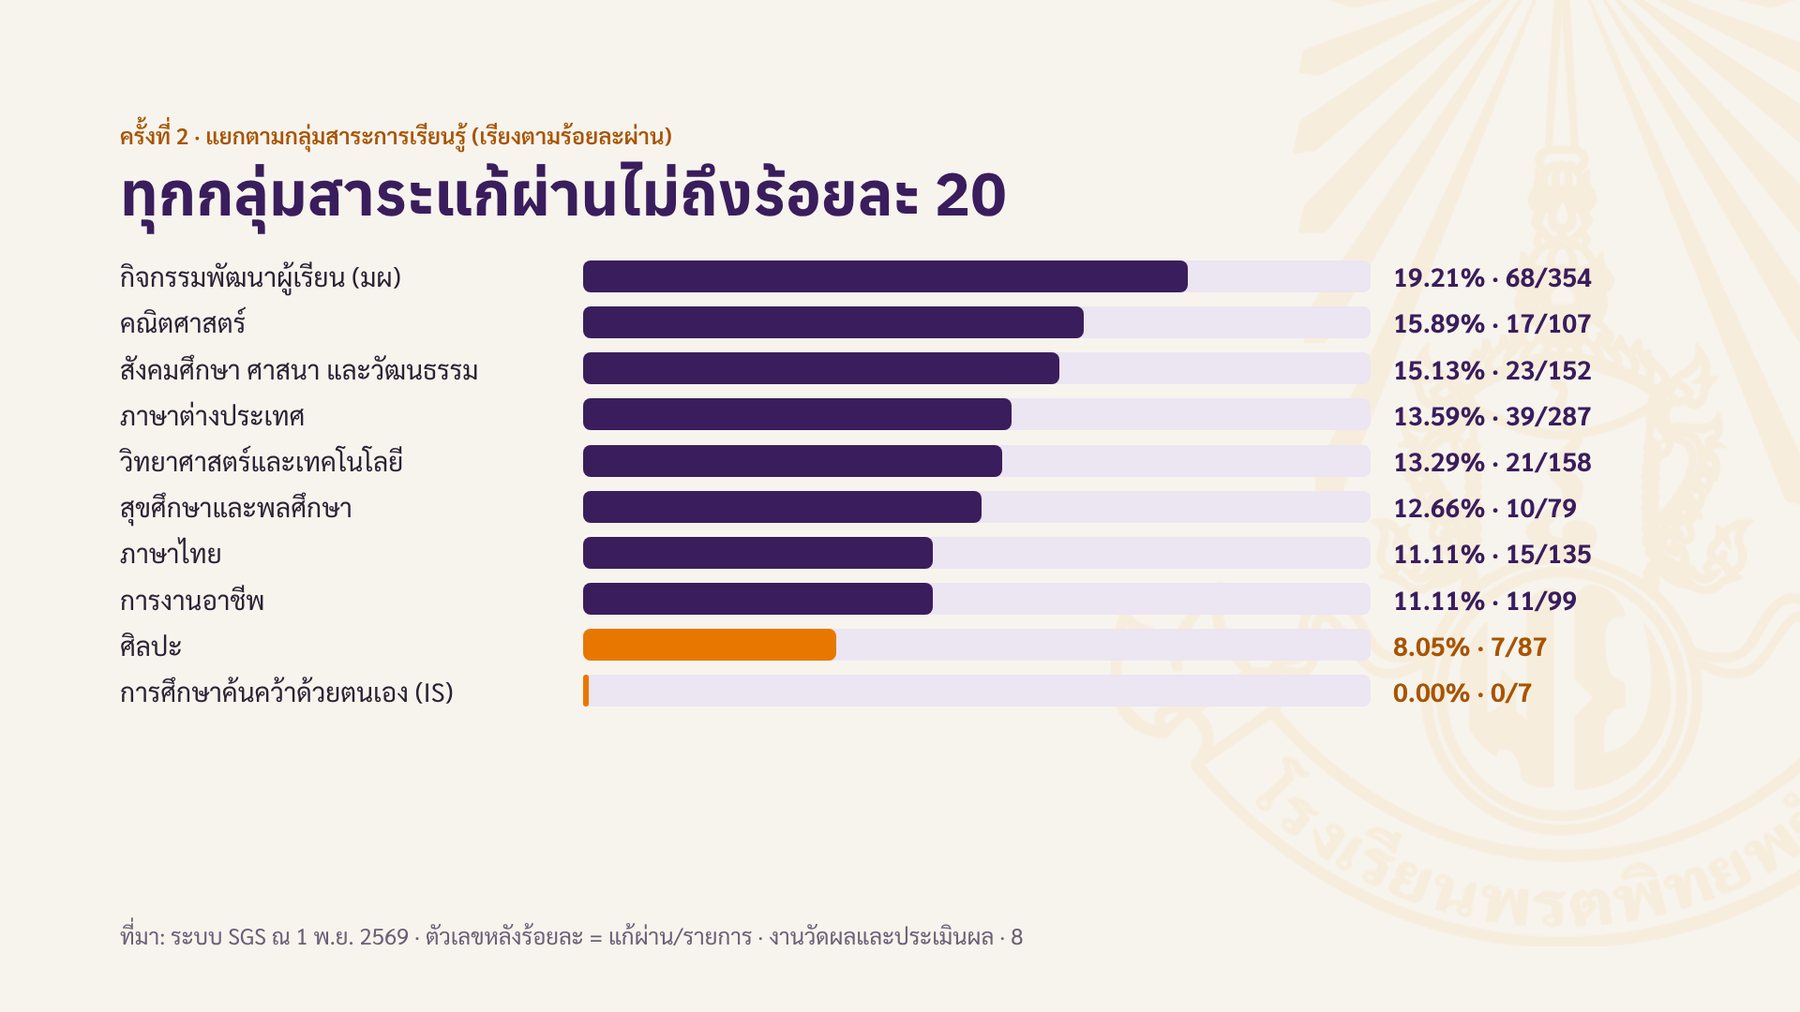 ครั้งที่ 2 · แยกตามกลุ่มสาระการเรียนรู้ (เรียงตามร้อยละผ่าน)
ทุกกลุ่มสาระแก้ผ่านไม่ถึงร้อยละ 20
กิจกรรมพัฒนาผู้เรียน (มผ) 19.21% · 68/354
คณิตศาสตร์ 15.89% · 17/107
สังคมศึกษา ศาสนา และวัฒนธรรม 15.13% · 23/152
ภาษาต่างประเทศ 13.59% · 39/287
วิทยาศาสตร์และเทคโนโลยี 13.29% · 21/158
สุขศึกษาและพลศึกษา 12.66% · 10/79
ภาษาไทย 11.11% · 15/135
การงานอาชีพ 11.11% · 11/99
ศิลปะ 8.05% · 7/87
การศึกษาค้นคว้าด้วยตนเอง (IS) 0.00% · 0/7
โรงเรียนพรตพิทยพ
ที่มา: ระบบ SGS ณ 1 พ.ย. 2569 · ตัวเลขหลังร้อยละ = แก้ผ่าน/รายการ · งานวัดผลและประเมินผล · 8